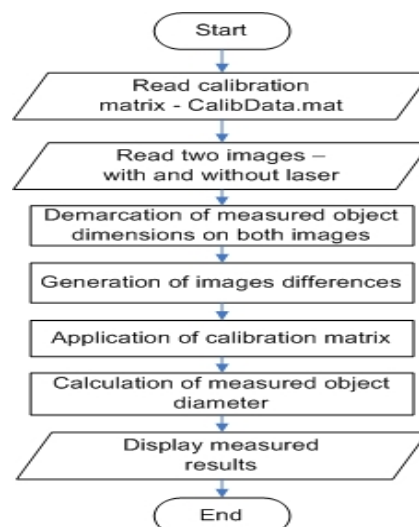 Start
Read calibration
matrix - CalibData.mat
Read two images –
with and without laser
Demarcation of measured object
dimensions on both images
Generation of images differences
Application of calibration matrix
Calculation of measured object
diameter
Display measured
results
End